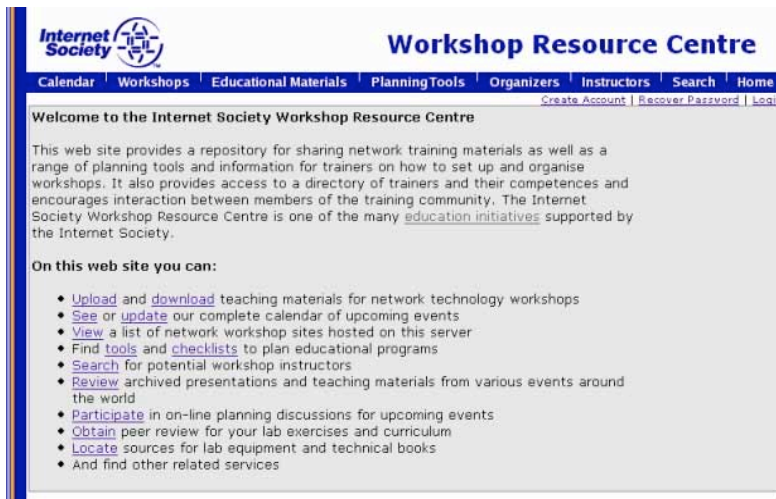 Internet
Society
Workshop Resource Centre
Calendar Workshops Educational Materials PlanningTools Organizers Instructors Search Home
Create Account | Recover Password |
Welcome to the Internet Society Workshop Resource Centre
This web site provides a repository for sharing network training materials as well as a
range of planning tools and information for trainers on how to set up and organise
workshops. It also provides access to a directory of trainers and their competences and
encourages interaction between members of the training community. The Internet
Society Workshop Resource Centre is one of the many education initiatives supported by
the Internet Society.
On this web site you can:
• Upload and download teaching materials for network technology workshops
• See or update our complete calendar of upcoming events
• View a list of network workshop sites hosted on this server
• Find tools and checklists to plan educational programs
• Search for potential workshop instructors
• Review archived presentations and teaching materials from various events around
the world
• Participate in on-line planning discussions for upcoming events
• Obtain peer review for your lab exercises and curriculum
• Locate sources for lab equipment and technical books
• And find other related services